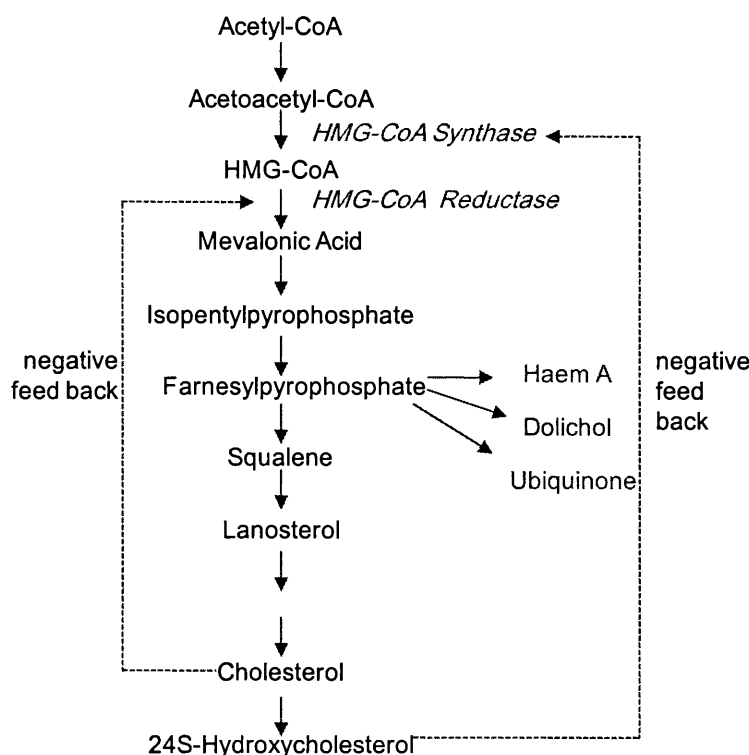 Acetyl-CoA
Acetoacetyl-CoA
HMG-CoA Synthase
HMG-CoA
HMG-CoA Reductase
Mevalonic Acid
Isopentylpyrophosphate
negative
feed back
Farnesylpyrophosphate
Haem A
Dolichol
Ubiquinone
negative
feed
back
Squalene
Lanosterol
Cholesterol
24S-Hydroxycholesterol